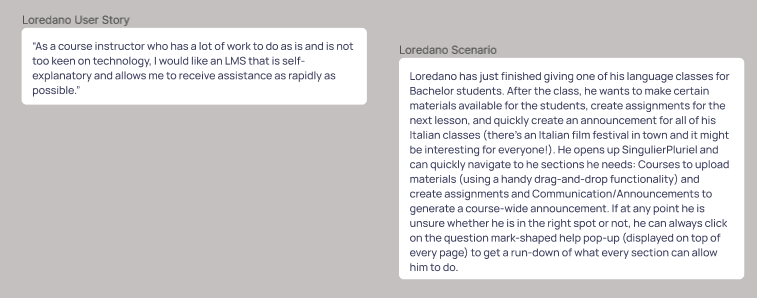 Loredano User Story
“As a course instructor who has a lot of work to do as is and is not
too keen on technology, I would like an LMS that is self-
explanatory and allows me to receive assistance as rapidly as
possible.”
Loredano Scenario
Loredano has just finished giving one of his language classes for
Bachelor students. After the class, he wants to make certain
materials available for the students, create assignments for the
next lesson, and quickly create an announcement for all of his
Italian classes (there's an Italian film festival in town and it might
be interesting for everyone!). He opens up SingulierPluriel and
can quickly navigate to he sections he needs: Courses to upload
materials (using a handy drag-and-drop functionality) and
create assignments and Communication/Announcements to
generate a course-wide announcement. If at any point he is
unsure whether he is in the right spot or not, he can always click
on the question mark-shaped help pop-up (displayed on top of
every page) to get a run-down of what every section can allow
him to do.